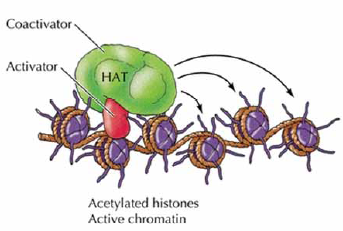 Coactivator
Activator
HAT
Acetylated histones
Active chromatin